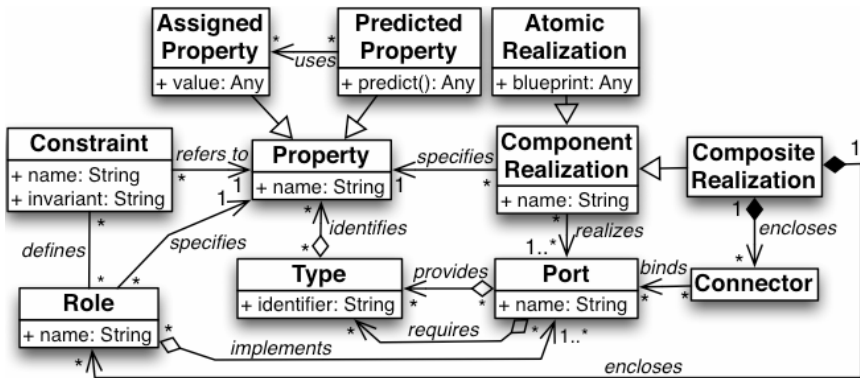 Assigned
Property
+ value: Any
*
*
uses
Predicted
Property
+ predict(): Any
Atomic
Realization
+ blueprint: Any
Constraint
+ name: String
+ invariant: String
refers to
*
1
Property
+ name: String
specifies
1
*
Component
Realization
+ name: String
Composite
Realization
1
1
encloses
*
defines
*
*
specifies
1
*
*
identifies
*
*
realizes
1..*
Type
+ identifier: String
provides
*
*
Port
+ name: String
binds
*
*
Connector
Role
+ name: String
*
implements
1..*
requires
*
*
encloses
*